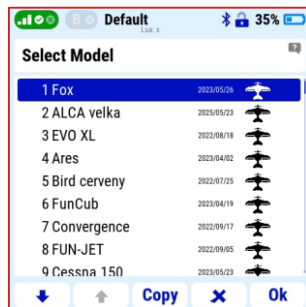 B Default 35%
Lua: x
Select Model ?
1 Fox 2023/05/26
2 ALCA velka 2025/05/23
3 EVO XL 2022/08/18
4 Ares 2023/04/02
5 Bird cerveny 2022/07/25
6 FunCub 2023/04/19
7 Convergence 2022/09/17
8 FUN-JET 2022/09/05
9 Cessna 150 2023/05/23
Copy Ok